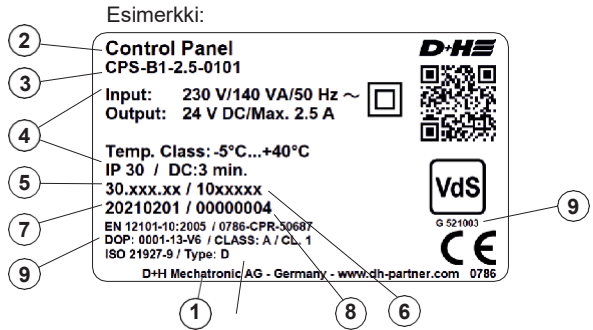 Esimerkki:
2
Control Panel
D+HE
3
CPS-B1-2.5-0101
Input: 230 V/140 VA/50 Hz ~
Output: 24 V DC/Max. 2.5 A
4
Temp. Class: -5°C...+40°C
IP 30 / DC:3 min.
5
30.xxx.xx / 10xxxxx
VdS
7
20210201 / 00000004
G 521003
9
EN 12101-10:2005 / 0786-CPR-50687
DOP: 0001-13-V6 / CLASS: A / CL. 1
9
ISO 21927-9 / Type: D
CE
D+H Mechatronic AG - Germany - www.dh-partner.com 0786
1
8
6